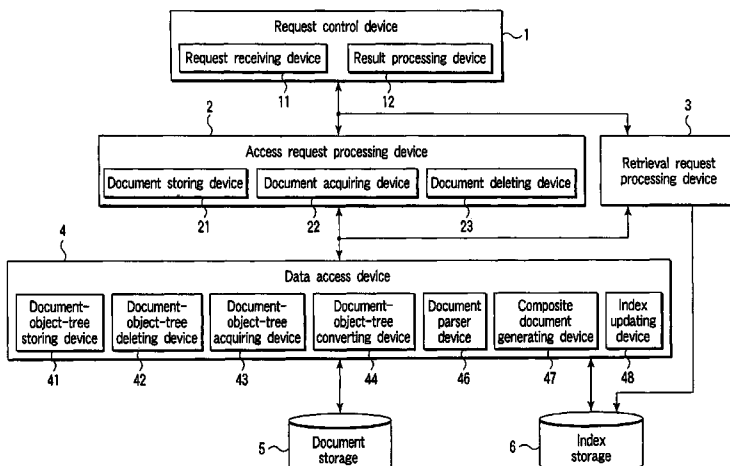 Request control device
1
Request receiving device
Result processing device
11
12
2
3
Access request processing device
Document storing device
Document acquiring device
Document deleting device
Retrieval request
processing device
21
22
23
4
Data access device
Document-
object-tree
storing device
Document-
object-tree
deleting device
Document-
object-tree
acquiring device
Document-
object-tree
converting device
Document
parser
device
Composite
document
generating device
Index
updating
device
41
42
43
44
46
47
48
5
Document
storage
6
Index
storage